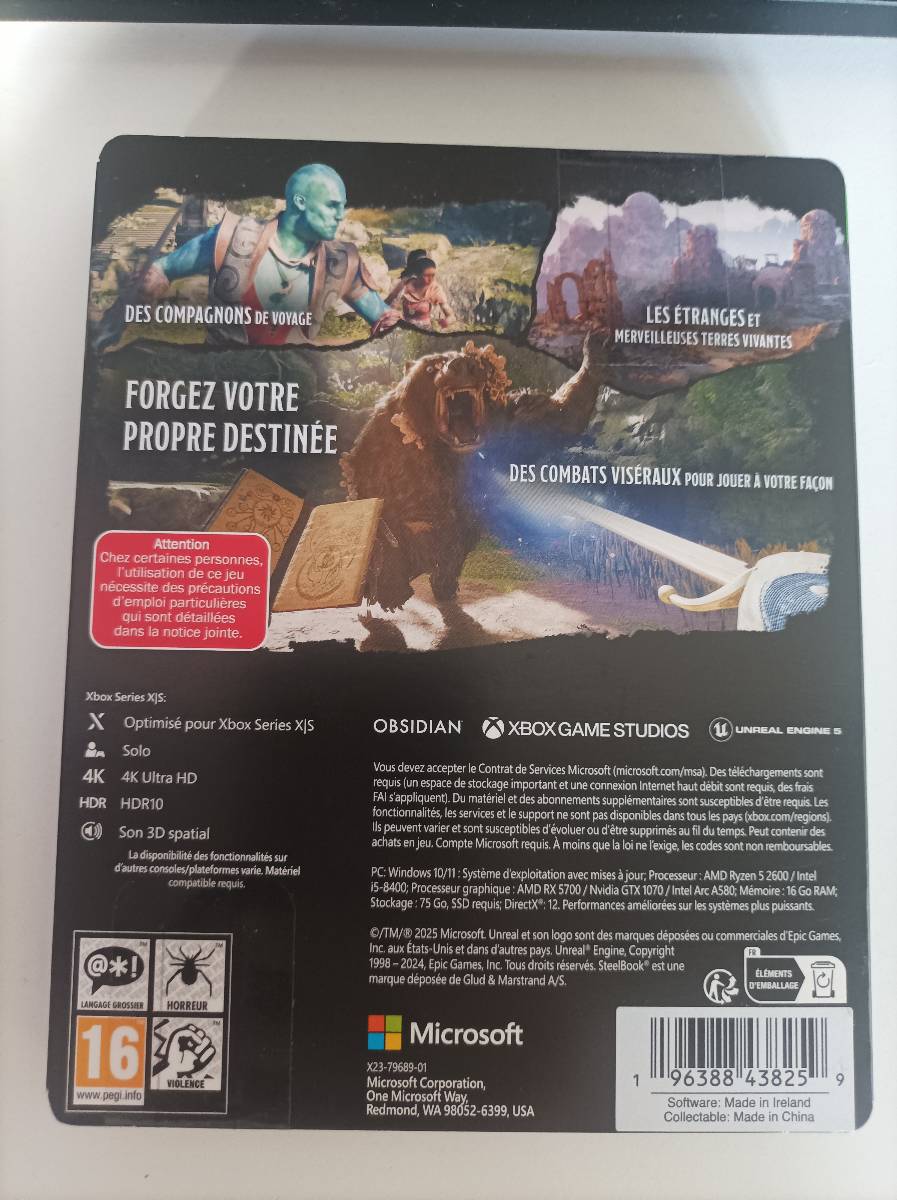 DES COMPAGNONS DE VOYAGE
LES ÉTRANGES ET
MERVEILLEUSES TERRES VIVANTES
FORGEZ VOTRE
PROPRE DESTINÉE
DES COMBATS VISÉRAUX POUR JOUER À VOTRE FAÇON
Attention
Chez certaines personnes,
l'utilisation de ce jeu
nécessite des précautions
d'emploi particulières
qui sont détaillées
dans la notice jointe.
Xbox Series X|S:
Optimisé pour Xbox Series X|S
Solo
4K 4K Ultra HD
HDR HDR10
Son 3D spatial
La disponibilité des fonctionnalités sur
d'autres consoles/plateformes varie. Matériel
compatible requis.
OBSIDIAN XBOX GAME STUDIOS UNREAL ENGINE 5
Vous devez accepter le Contrat de Services Microsoft (microsoft.com/msa). Des téléchargements sont
requis (un espace de stockage important et une connexion Internet haut débit sont requis, des frais
FAI s'appliquent). Du matériel et des abonnements supplémentaires sont susceptibles d'être requis. Les
fonctionnalités, les services et le support ne sont pas disponibles dans tous les pays (xbox.com/regions).
Ils peuvent varier et sont susceptibles d'évoluer ou d'être supprimés au fil du temps. Peut contenir des
achats en jeu. Compte Microsoft requis. À moins que la loi ne l'exige, les codes sont non remboursables.
PC: Windows 10/11 : Système d'exploitation avec mises à jour; Processeur : AMD Ryzen 5 2600 / Intel
i5-8400; Processeur graphique : AMD RX 5700 / Nvidia GTX 1070 / Intel Arc A580; Mémoire : 16 Go RAM;
Stockage : 75 Go, SSD requis; DirectX®: 12. Performances améliorées sur les systèmes plus puissants.
©/TM/® 2025 Microsoft. Unreal et son logo sont des marques déposées ou commerciales d'Epic Games,
Inc. aux États-Unis et dans d'autres pays. Unreal® Engine, Copyright
1998 – 2024, Epic Games, Inc. Tous droits réservés. SteelBook® est une
marque déposée de Glud & Marstrand A/S.
FR
ÉLÉMENTS
D'EMBALLAGE
@*!
LANGAGE GROSSIER
HORREUR
16
VIOLENCE
www.pegi.info
Microsoft
X23-79689-01
Microsoft Corporation,
One Microsoft Way,
Redmond, WA 98052-6399, USA
1 96388 43825 9
Software: Made in Ireland
Collectable: Made in China